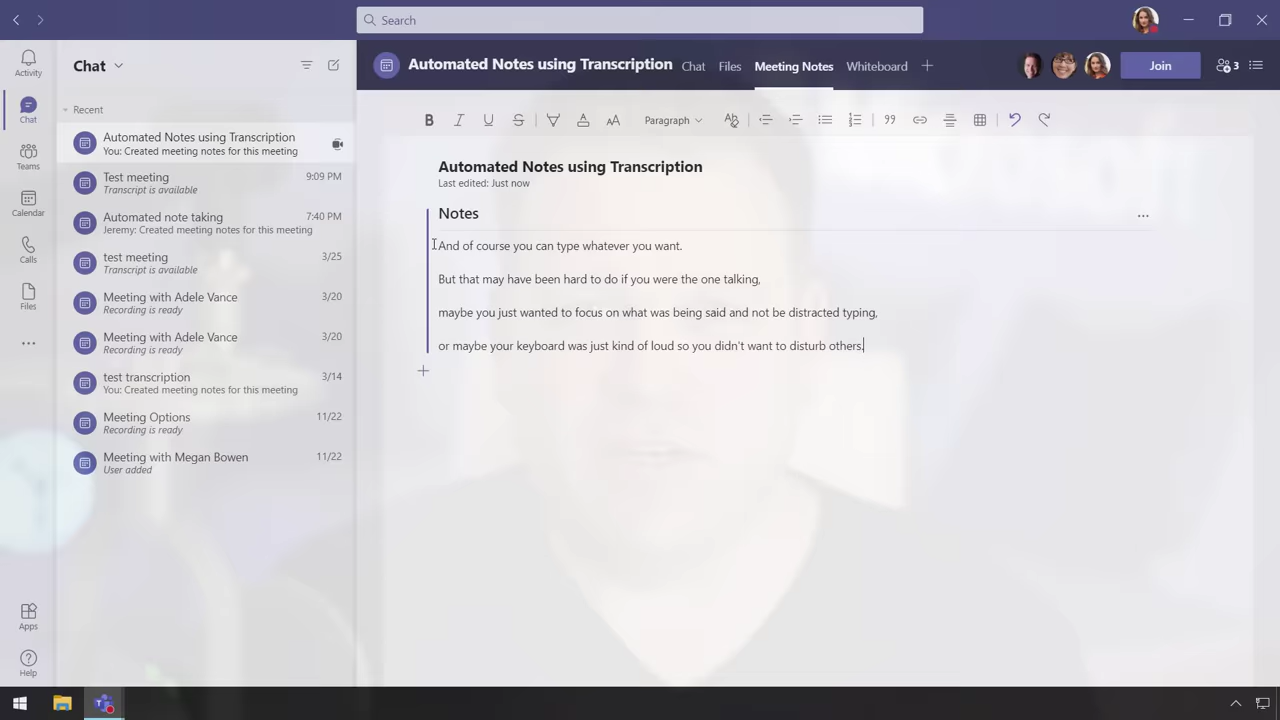 Search
Activity
Chat
Teams
Calendar
Calls
Files
Apps
Help
Chat
Recent
Automated Notes using Transcription
You: Created meeting notes for this meeting
Test meeting 9:09 PM
Transcript is available
Automated note taking 7:40 PM
Jeremy: Created meeting notes for this meeting
test meeting 3/25
Transcript is available
Meeting with Adele Vance 3/20
Recording is ready
Meeting with Adele Vance 3/20
Recording is ready
test transcription 3/14
You: Created meeting notes for this meeting
Meeting Options 11/22
Recording is ready
Meeting with Megan Bowen 11/22
User added
Automated Notes using Transcription Chat Files Meeting Notes Whiteboard Join 3
Paragraph
Automated Notes using Transcription
Last edited: Just now
Notes
And of course you can type whatever you want.
But that may have been hard to do if you were the one talking,
maybe you just wanted to focus on what was being said and not be distracted typing,
or maybe your keyboard was just kind of loud so you didn't want to disturb others.